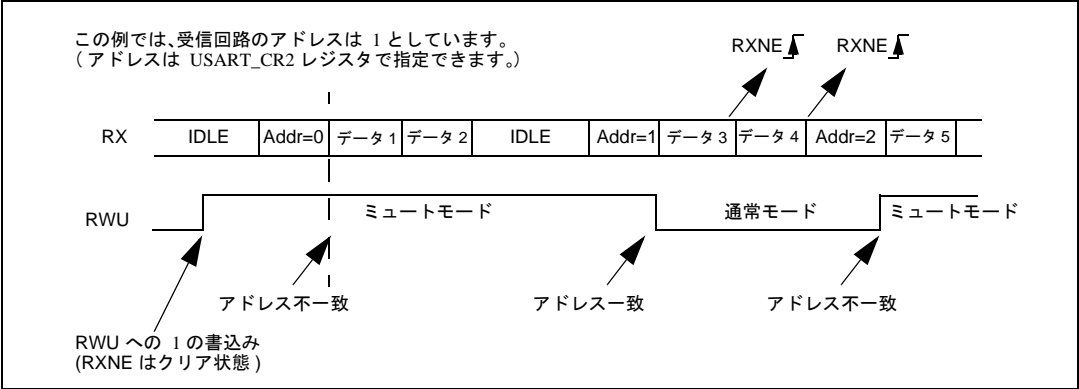 この例では、受信回路のアドレスは 1 としています。
( アドレスは USART_CR2 レジスタで指定できます。)
RXNE RXNE
RX IDLE Addr=0 データ 1 データ 2 IDLE Addr=1 データ 3 データ 4 Addr=2 データ 5
RWU ミュートモード 通常モード ミュートモード
アドレス不一致 アドレス一致 アドレス不一致
RWU への 1 の書込み
(RXNE はクリア状態 )